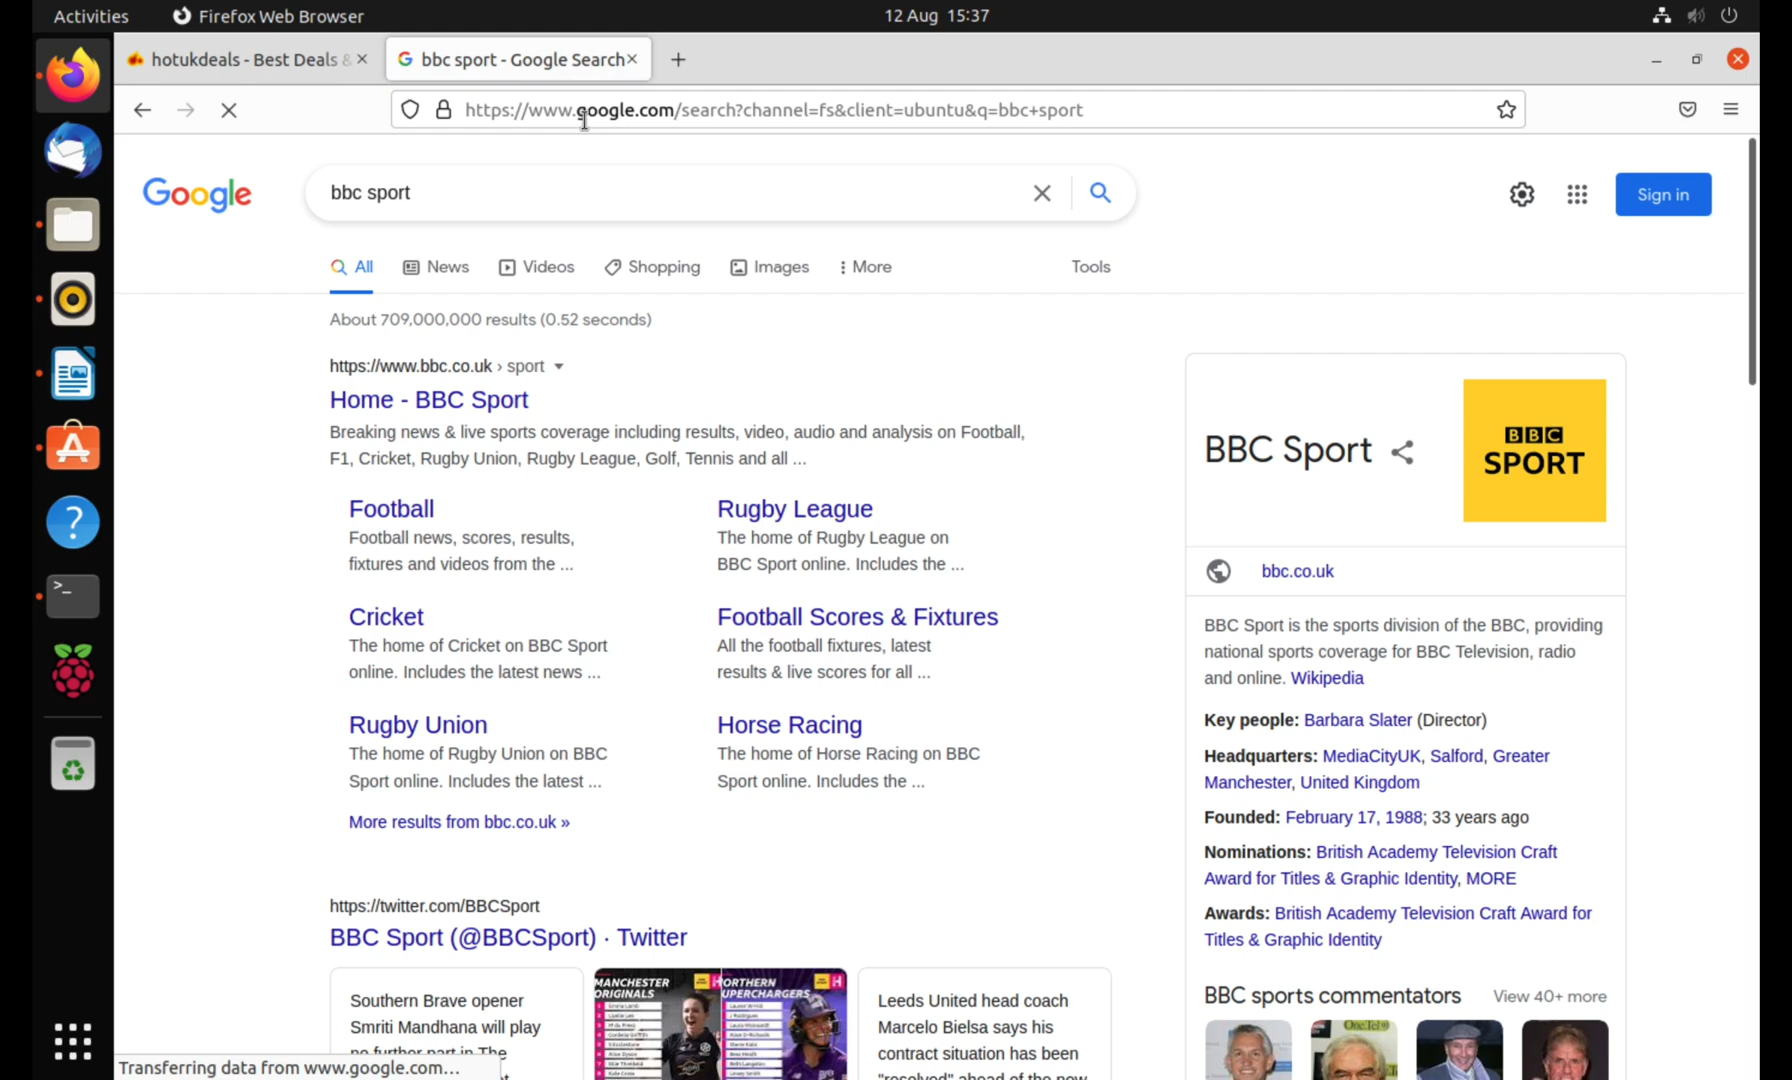 Activities
Firefox Web Browser
12 Aug 15:37
hotukdeals - Best Deals &
bbc sport - Google Search
https://www.google.com/search?channel=fs&client=ubuntu&q=bbc+sport
Google
bbc sport
Sign in
All
News
Videos
Shopping
Images
More
Tools
About 709,000,000 results (0.52 seconds)
https://www.bbc.co.uk › sport
Home - BBC Sport
Breaking news & live sports coverage including results, video, audio and analysis on Football,
F1, Cricket, Rugby Union, Rugby League, Golf, Tennis and all ...
Football
Football news, scores, results,
fixtures and videos from the ...
Rugby League
The home of Rugby League on
BBC Sport online. Includes the ...
Cricket
The home of Cricket on BBC Sport
online. Includes the latest news ...
Football Scores & Fixtures
All the football fixtures, latest
results & live scores for all ...
Rugby Union
The home of Rugby Union on BBC
Sport online. Includes the latest ...
Horse Racing
The home of Horse Racing on BBC
Sport online. Includes the ...
More results from bbc.co.uk »
https://twitter.com/BBCSport
BBC Sport (@BBCSport) · Twitter
Southern Brave opener
Smriti Mandhana will play
no further part in The
MANCHESTER
ORIGINALS
NORTHERN
SUPERCHARGERS
Leeds United head coach
Marcelo Bielsa says his
contract situation has been
"resolved" ahead of the new
BBC Sport
BBC
SPORT
bbc.co.uk
BBC Sport is the sports division of the BBC, providing
national sports coverage for BBC Television, radio
and online. Wikipedia
Key people: Barbara Slater (Director)
Headquarters: MediaCityUK, Salford, Greater
Manchester, United Kingdom
Founded: February 17, 1988; 33 years ago
Nominations: British Academy Television Craft
Award for Titles & Graphic Identity, MORE
Awards: British Academy Television Craft Award for
Titles & Graphic Identity
BBC sports commentators
View 40+ more
Transferring data from www.google.com...